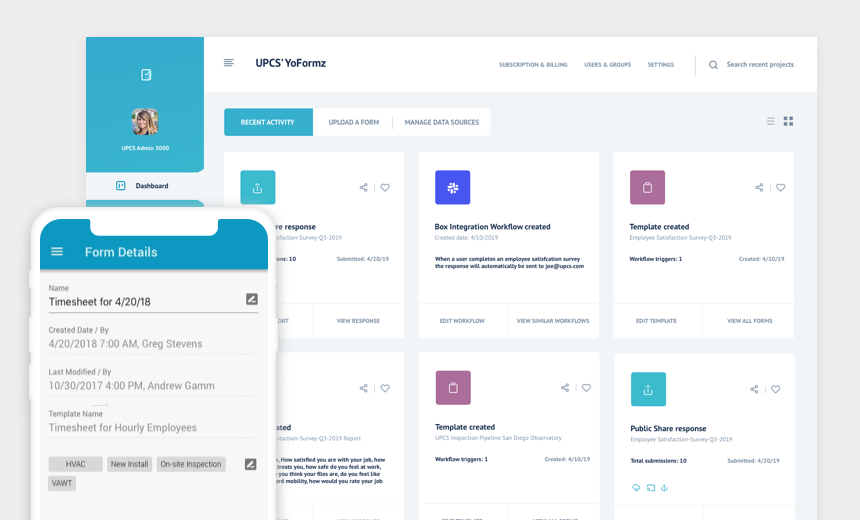 UPCS' YoFormz
SUBSCRIPTION & BILLING
USERS & GROUPS
SETTINGS
Search recent projects
UPCS Admin 3000
Dashboard
RECENT ACTIVITY
UPLOAD A FORM
MANAGE DATA SOURCES
re response
sfaction-Survey-Q3-2019
ons: 10
Submitted: 4/20/19
ORT
VIEW RESPONSE
Box Integration Workflow created
Created date: 4/10/2019
When a user completes an employee satisfcation survey
the response will automatically be sent to joe@upcs.com
EDIT WORKFLOW
VIEW SIMILAR WORKFLOWS
Template created
Employee Satisfaction-Survey-Q3-2019
Workflow triggers: 1
Created: 4/10/19
EDIT TEMPLATE
VIEW ALL FORMS
ated
sfaction-Survey-Q3-2019 Report
, How satisfied you are with your job, how
treats you, how safe do you feel at work,
you think your files are, do you feel like
rd mobility, how would you rate your job
Template created
UPCS Inspection Pipeline San Diego Observatory
Workflow triggers: 1
Created: 4/10/19
Public Share response
Employee Satisfaction-Survey-Q3-2019
Total submissions: 10
Submitted: 4/20/19
Form Details
Name
Timesheet for 4/20/18
Created Date / By
4/20/2018 7:00 AM, Greg Stevens
Last Modified / By
10/30/2017 4:00 PM, Andrew Gamm
Template Name
Timesheet for Hourly Employees
HVAC
New Install
On-site Inspection
VAWT